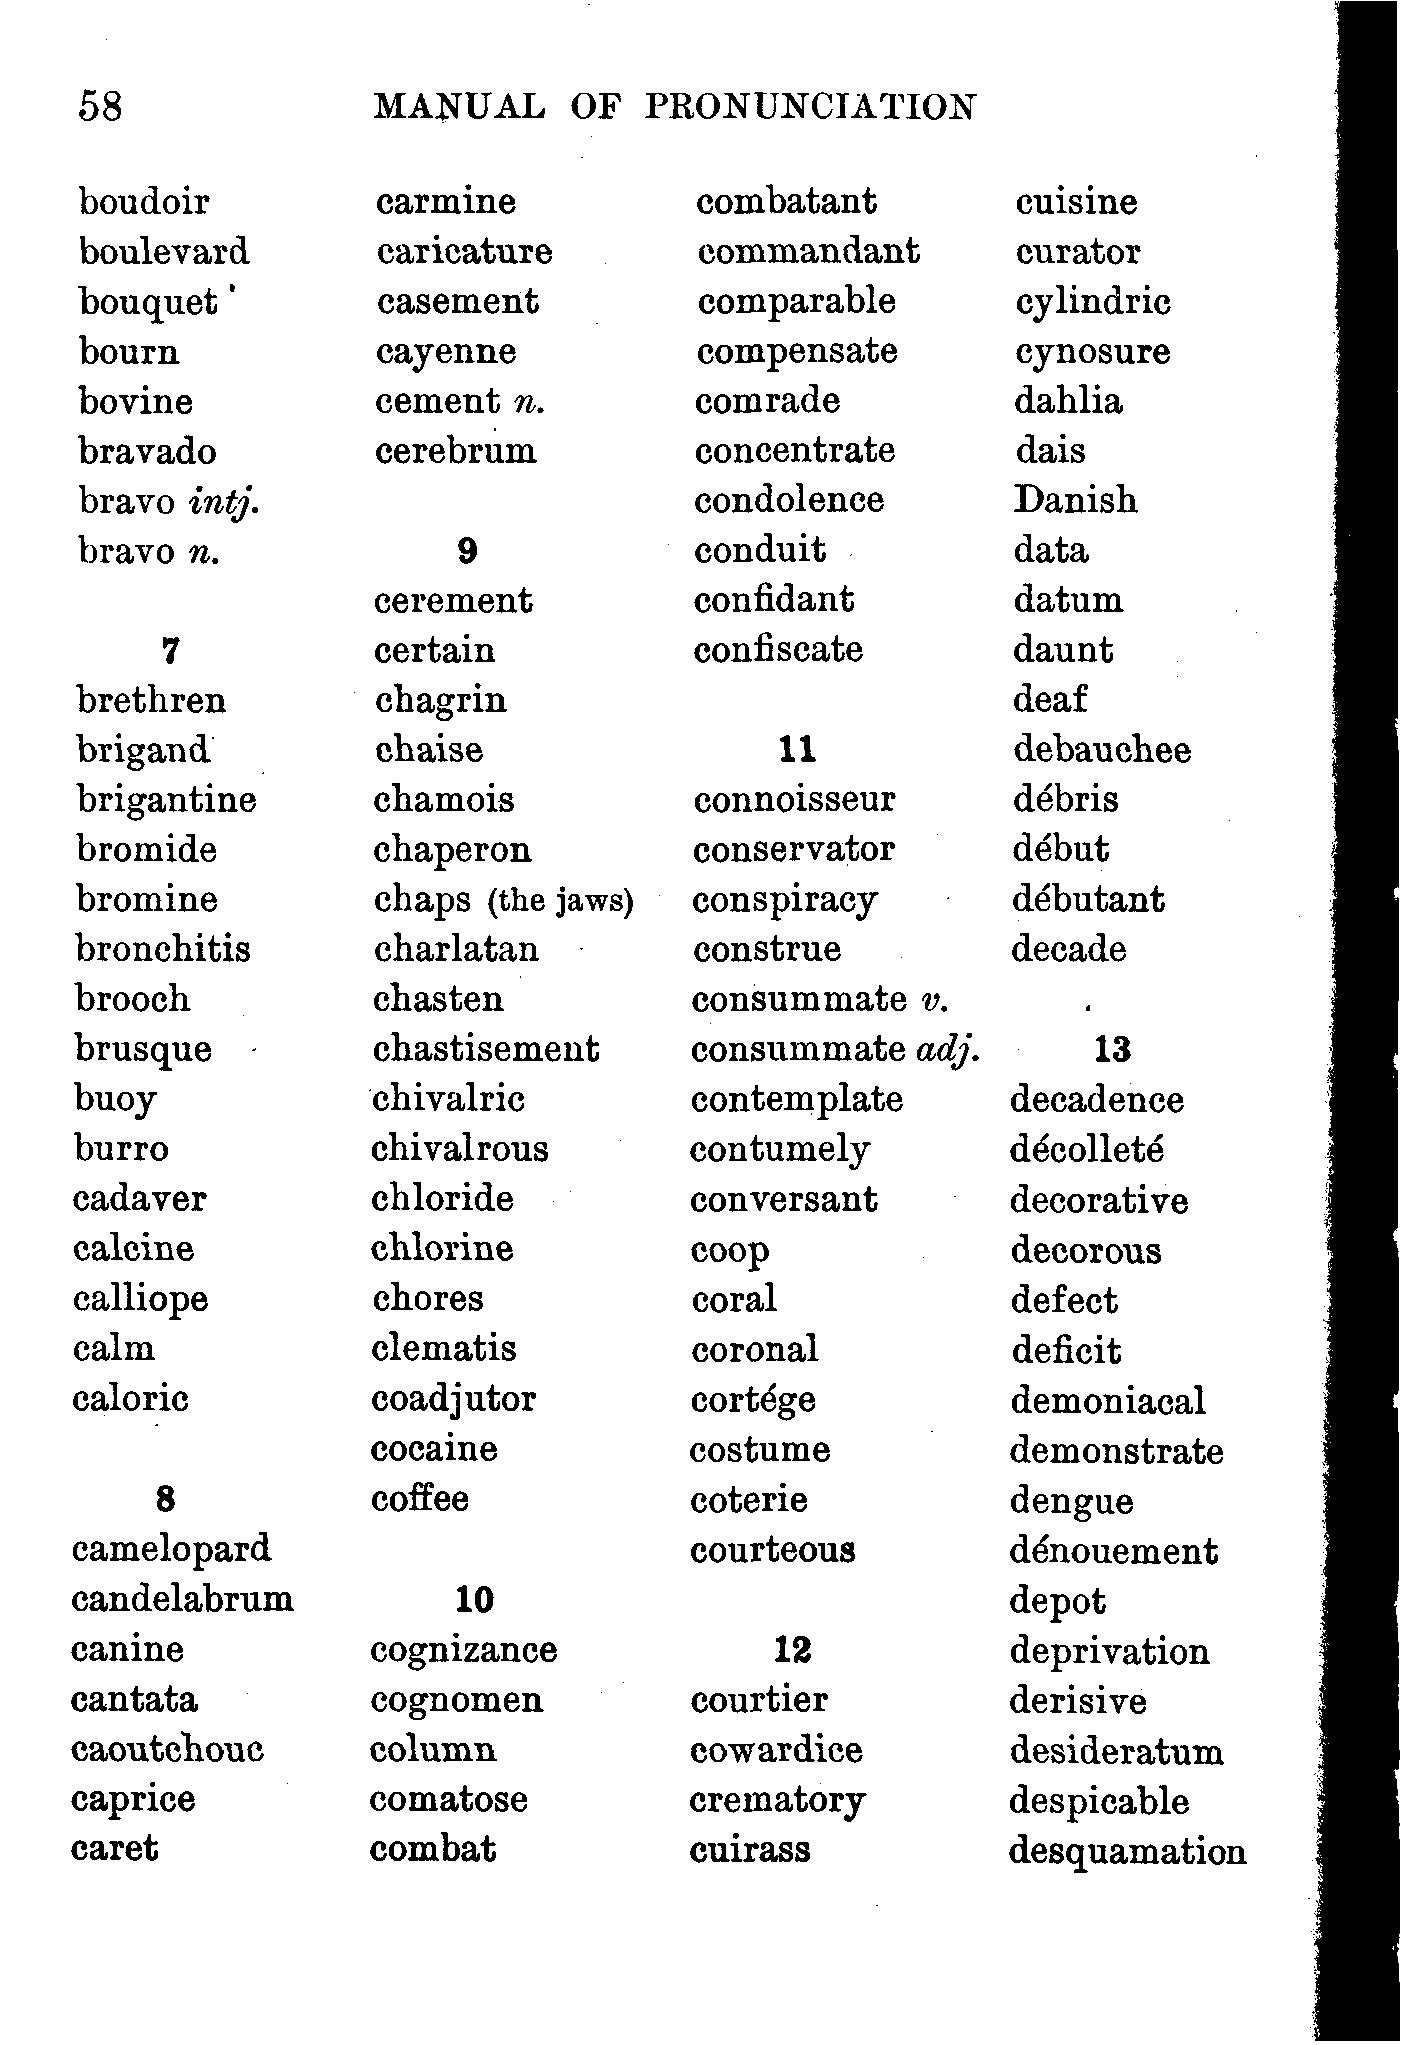 58 MANUAL OF PRONUNCIATION
boudoir
boulevard
bouquet
bourn
bovine
bravado
bravo intj.
bravo n.
7
brethren
brigand
brigantine
bromide
bromine
bronchitis
brooch
brusque
buoy
burro
cadaver
calcine
calliope
calm
caloric
8
camelopard
candelabrum
canine
cantata
caoutchouc
caprice
caret
carmine
caricature
casement
cayenne
cement n.
cerebrum
9
cerement
certain
chagrin
chaise
chamois
chaperon
chaps (the jaws)
charlatan
chasten
chastisement
chivalric
chivalrous
chloride
chlorine
chores
clematis
coadjutor
cocaine
coffee
10
cognizance
cognomen
column
comatose
combat
combatant
commandant
comparable
compensate
comrade
concentrate
condolence
conduit
confidant
confiscate
11
connoisseur
conservator
conspiracy
construe
consummate v.
consummate adj.
contemplate
contumely
conversant
coop
coral
coronal
cortége
costume
coterie
courteous
12
courtier
cowardice
crematory
cuirass
cuisine
curator
cylindric
cynosure
dahlia
dais
Danish
data
datum
daunt
deaf
debauchee
débris
début
débutant
decade
13
decadence
décolleté
decorative
decorous
defect
deficit
demoniacal
demonstrate
dengue
dénouement
depot
deprivation
derisive
desideratum
despicable
desquamation